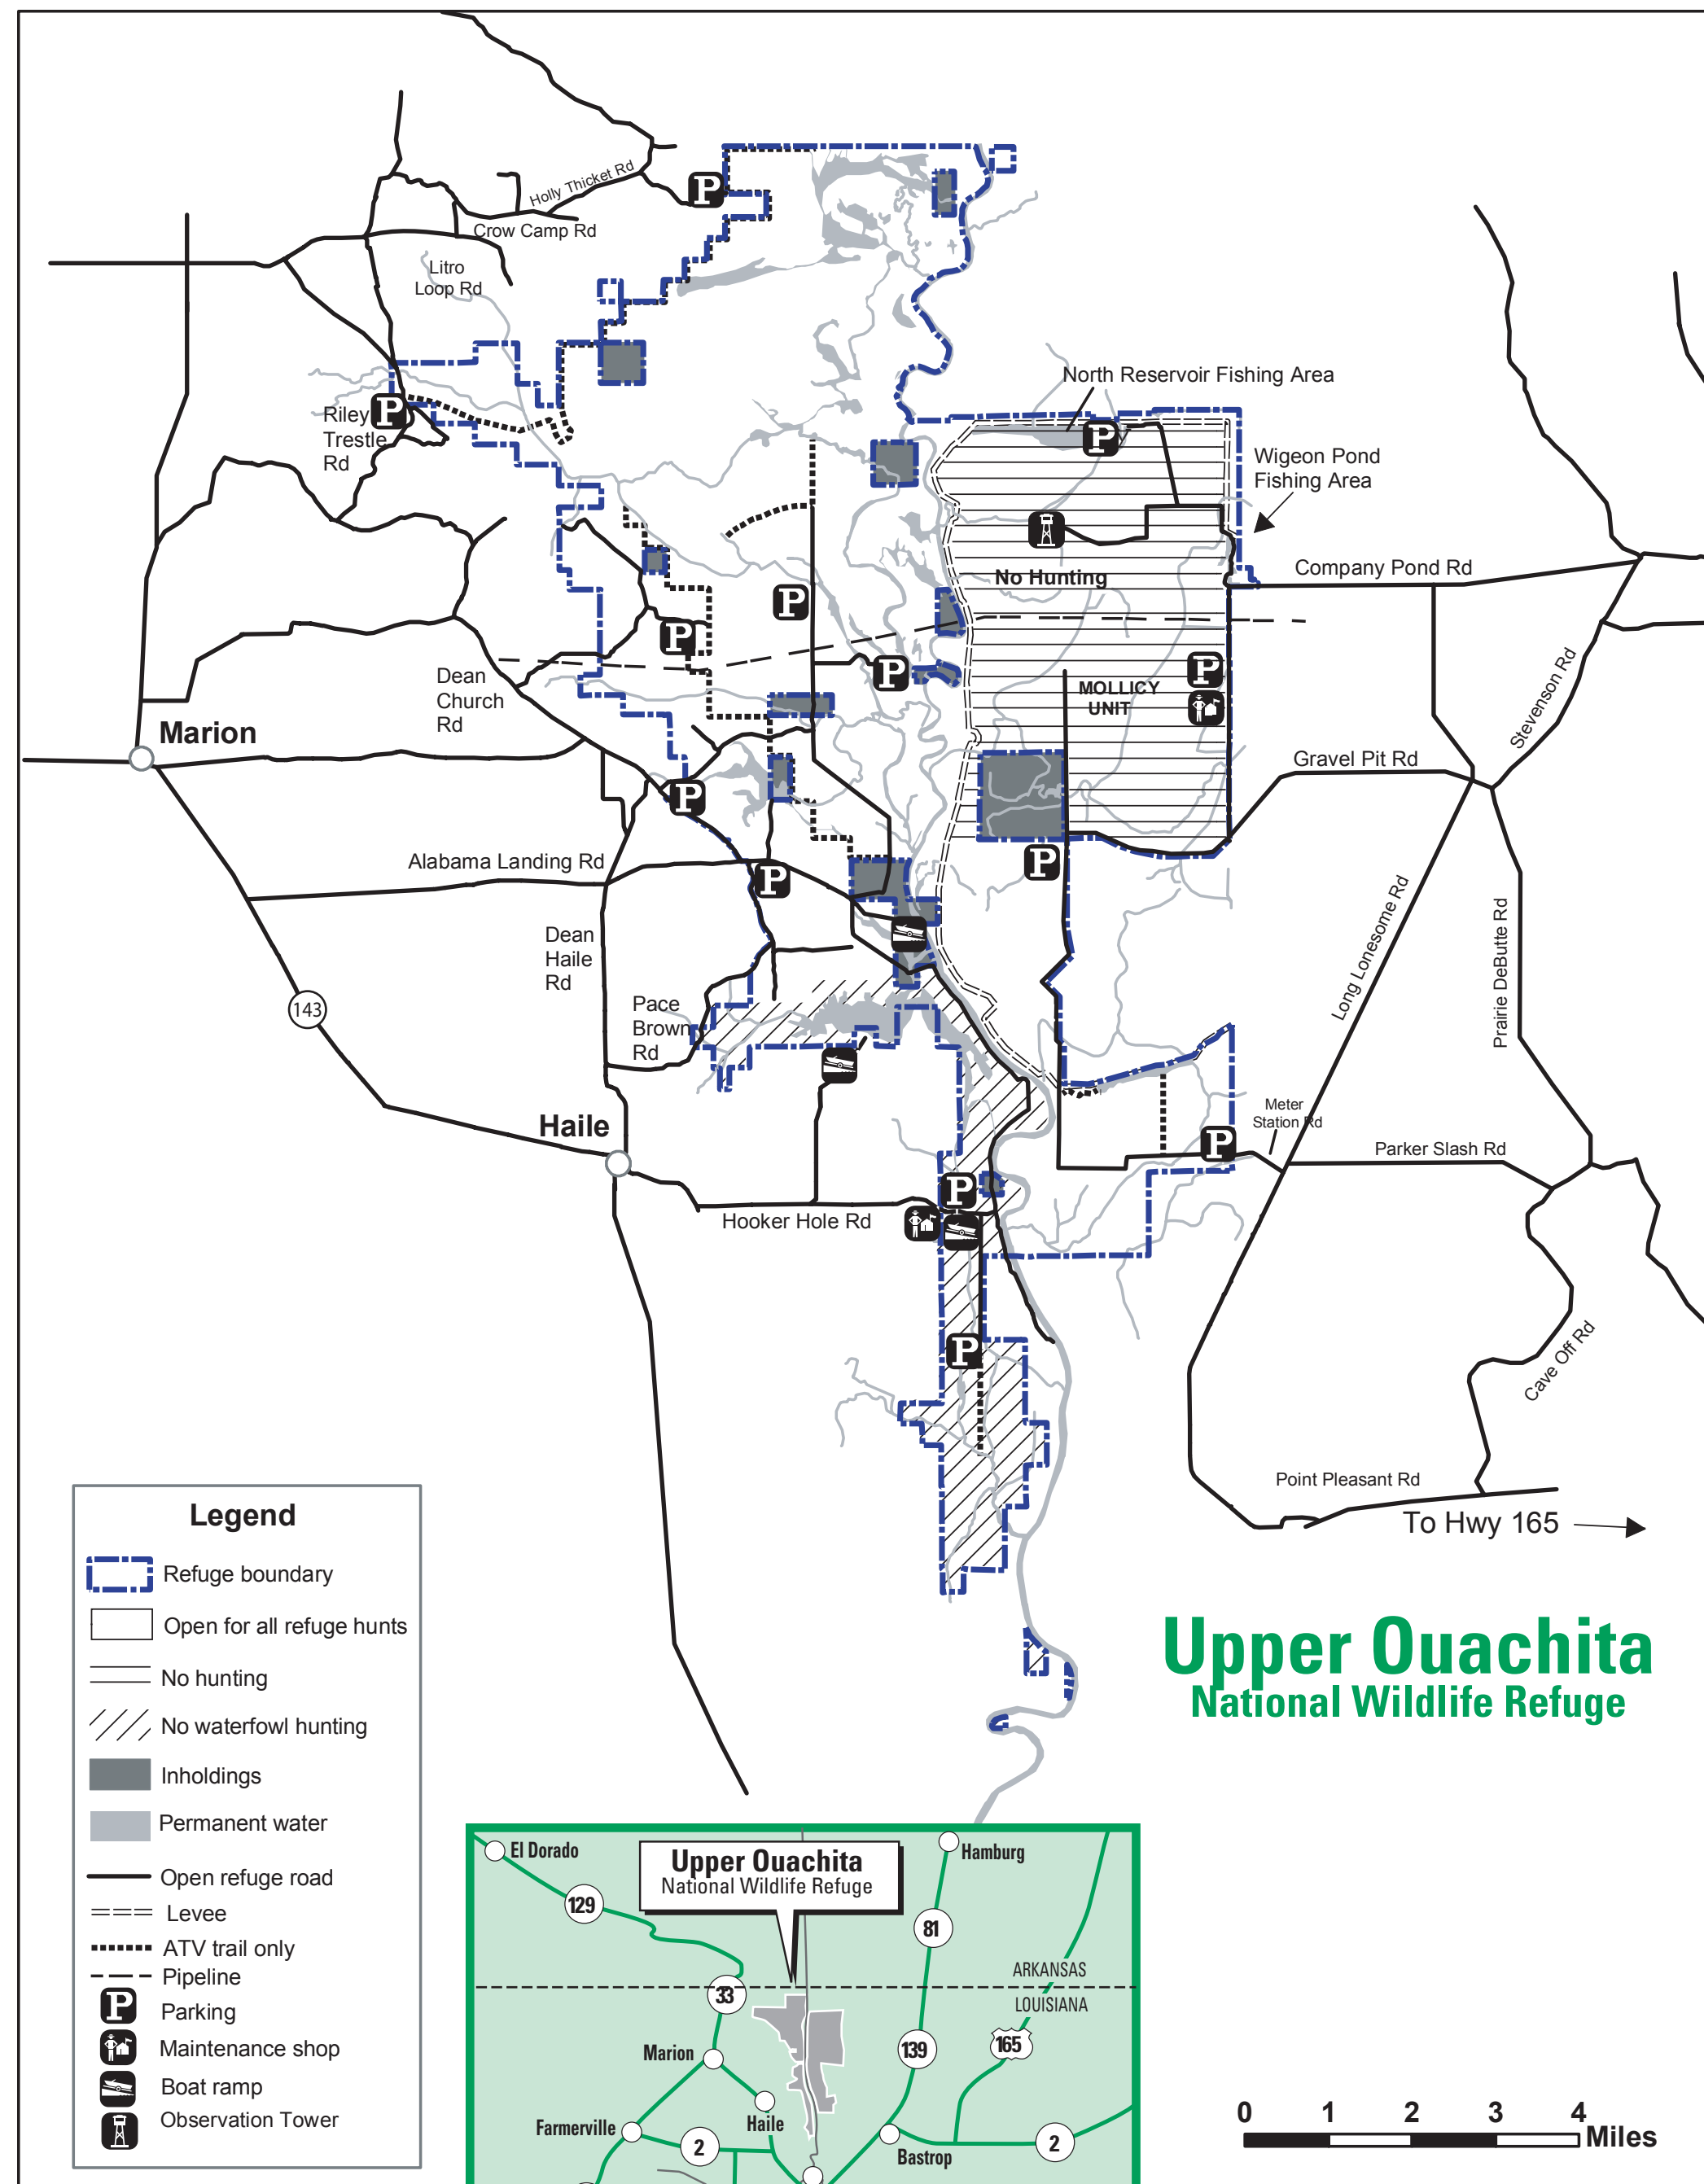 Holly Thicket Rd
Crow Camp Rd
Litro
Loop Rd
P
North Reservoir Fishing Area
Riley
Trestle
Rd
P
P
Wigeon Pond
Fishing Area
No Hunting
Company Pond Rd
P
P
P
P
Dean
Church
Rd
MOLLICY
UNIT
Stevenson Rd
Marion
Gravel Pit Rd
P
Alabama Landing Rd
P
P
Long Lonesome Rd
Prairie DeButte Rd
Dean
Haile
Rd
143
Pace
Brown
Rd
Meter
Station Rd
Haile
P
Parker Slash Rd
P
Hooker Hole Rd
P
Cave Off Rd
Point Pleasant Rd
To Hwy 165
Legend
Refuge boundary
Open for all refuge hunts
No hunting
No waterfowl hunting
Inholdings
Permanent water
Open refuge road
Levee
ATV trail only
Pipeline
P Parking
Maintenance shop
Boat ramp
Observation Tower
Upper Ouachita
National Wildlife Refuge
El Dorado
Upper Ouachita
National Wildlife Refuge
Hamburg
129
81
ARKANSAS
LOUISIANA
33
Marion
139
165
Haile
Farmerville
2
Bastrop
2
0 1 2 3 4
Miles